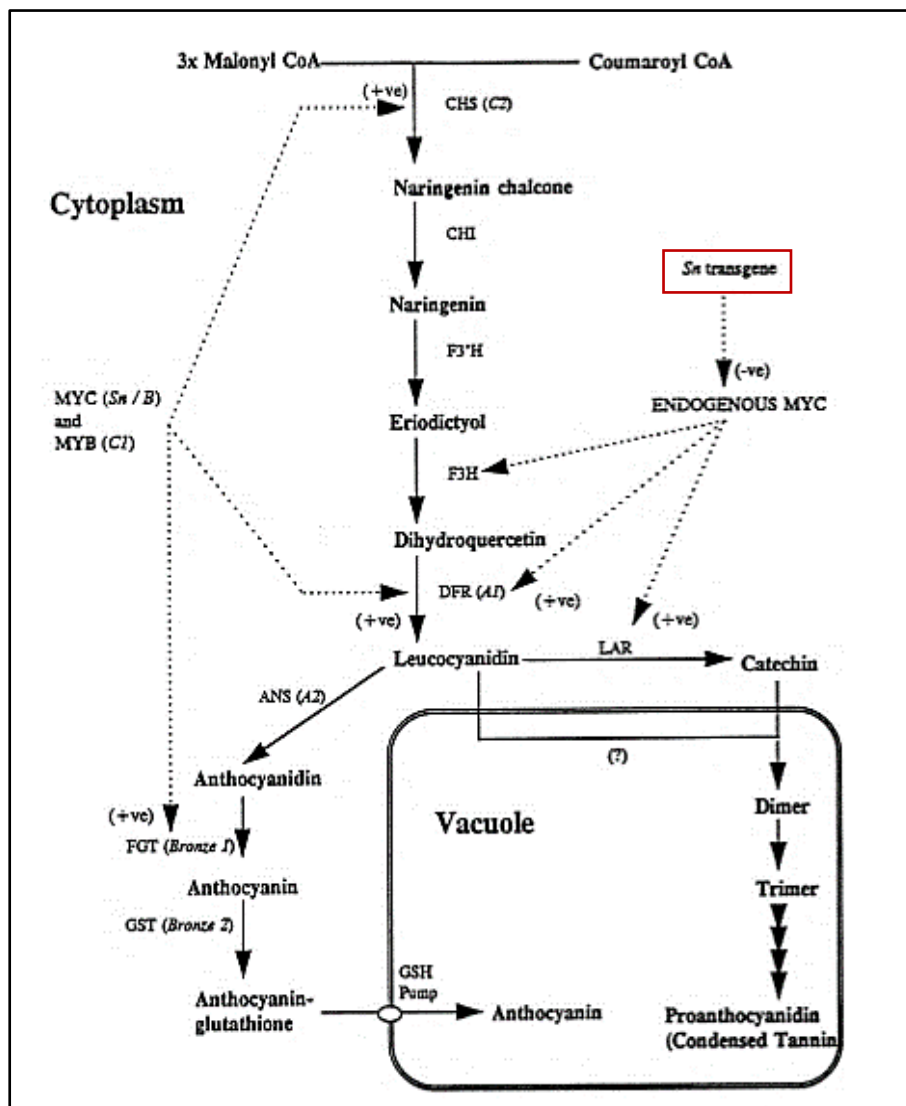 3x Malonyl CoA
Coumaroyl CoA
(+ve)
CHS (C2)
Naringenin chalcone
Cytoplasm
CHI
Sn transgene
Naringenin
F3'H
(-ve)
MYC (Sn / B)
and
MYB (C1)
ENDOGENOUS MYC
Eriodictyol
F3H
Dihydroquercetin
DFR (A1)
(+ve)
(+ve)
(+ve)
Leucocyanidin
LAR
Catechin
ANS (A2)
(?)
Anthocyanidin
Dimer
(+ve)
Vacuole
FGT (Bronze 1)
Trimer
Anthocyanin
GST (Bronze 2)
GSH
Pump
Anthocyanin-
glutathione
Anthocyanin
Proanthocyanidin
(Condensed Tannin